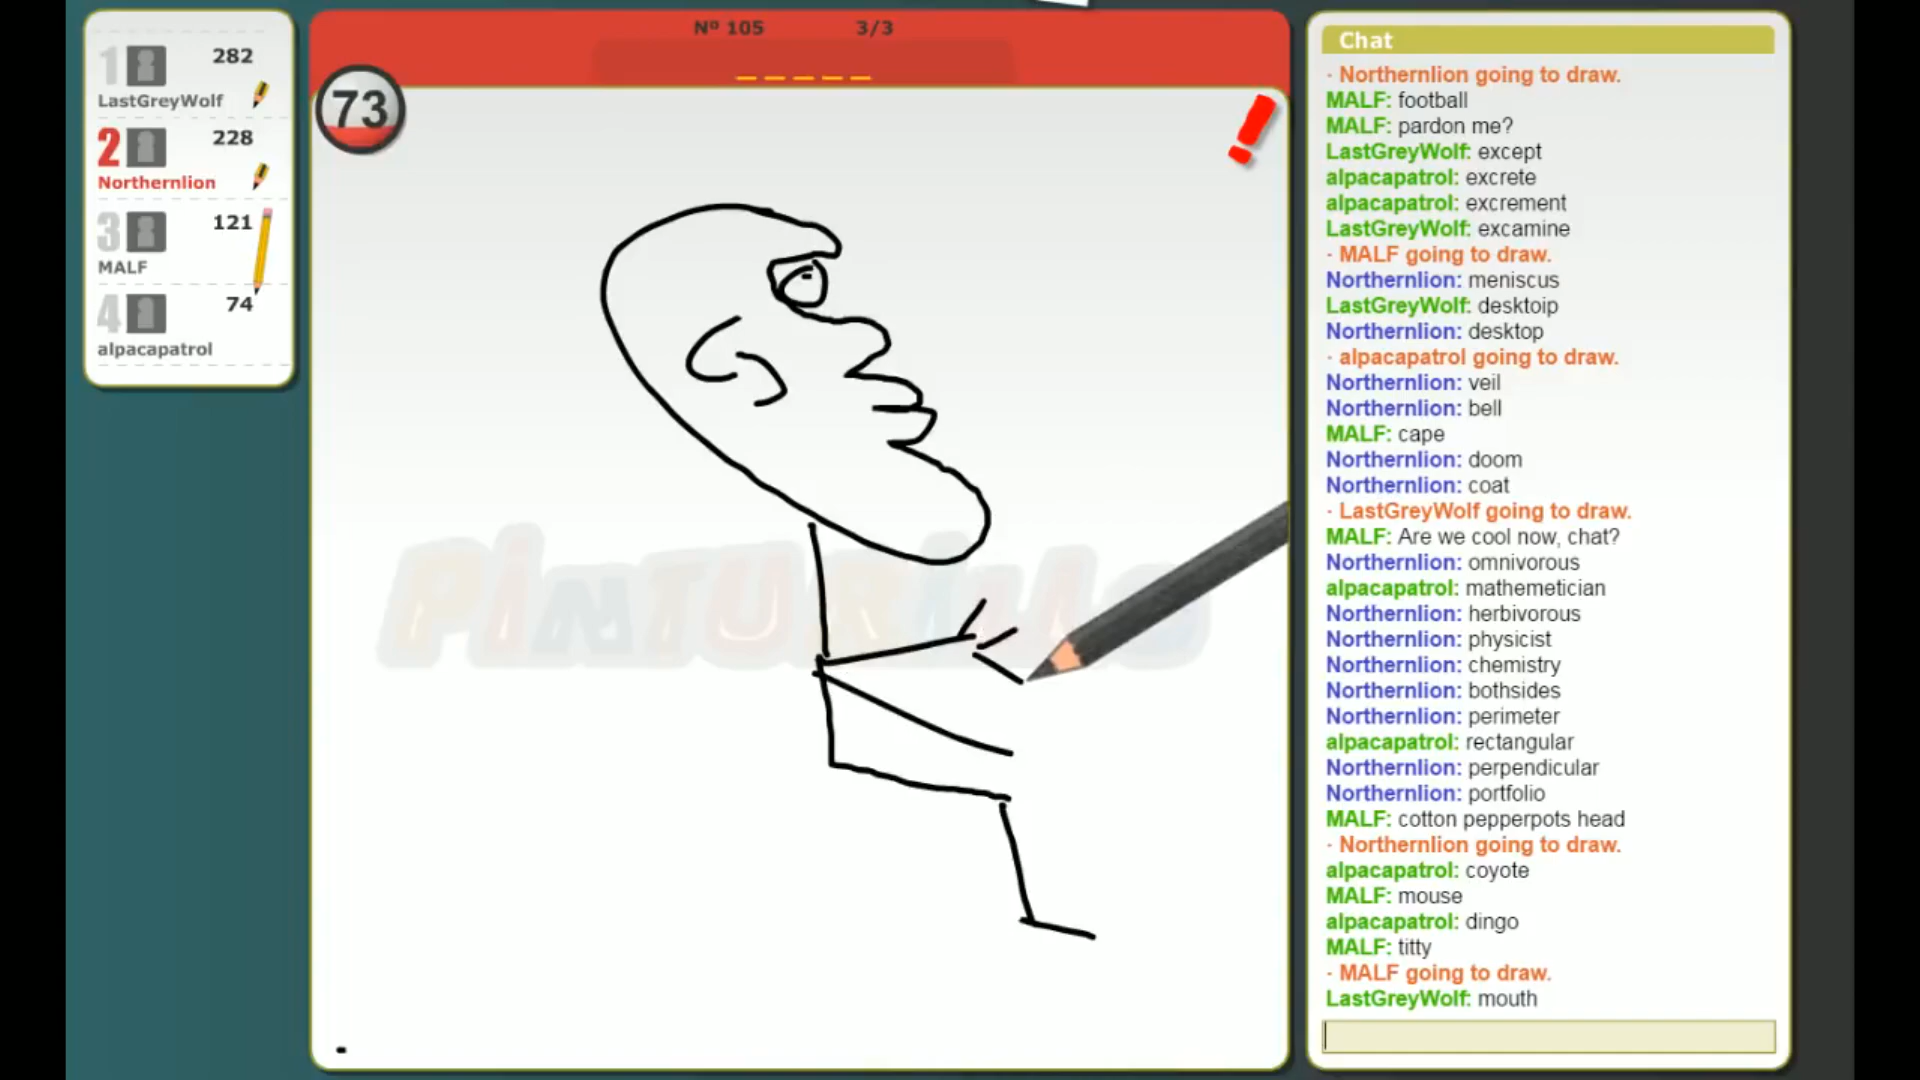 Nº 105 3/3
_ _ _ _ _
73
1 282
LastGreyWolf
2 228
Northernlion
3 121
MALF
4 74
alpacapatrol
PINTURILLO
Chat
· Northernlion going to draw.
MALF: football
MALF: pardon me?
LastGreyWolf: except
alpacapatrol: excrete
alpacapatrol: excrement
LastGreyWolf: excamine
· MALF going to draw.
Northernlion: meniscus
LastGreyWolf: desktoip
Northernlion: desktop
· alpacapatrol going to draw.
Northernlion: veil
Northernlion: bell
MALF: cape
Northernlion: doom
Northernlion: coat
· LastGreyWolf going to draw.
MALF: Are we cool now, chat?
Northernlion: omnivorous
alpacapatrol: mathemetician
Northernlion: herbivorous
Northernlion: physicist
Northernlion: chemistry
Northernlion: bothsides
Northernlion: perimeter
alpacapatrol: rectangular
Northernlion: perpendicular
Northernlion: portfolio
MALF: cotton pepperpots head
· Northernlion going to draw.
alpacapatrol: coyote
MALF: mouse
alpacapatrol: dingo
MALF: titty
· MALF going to draw.
LastGreyWolf: mouth